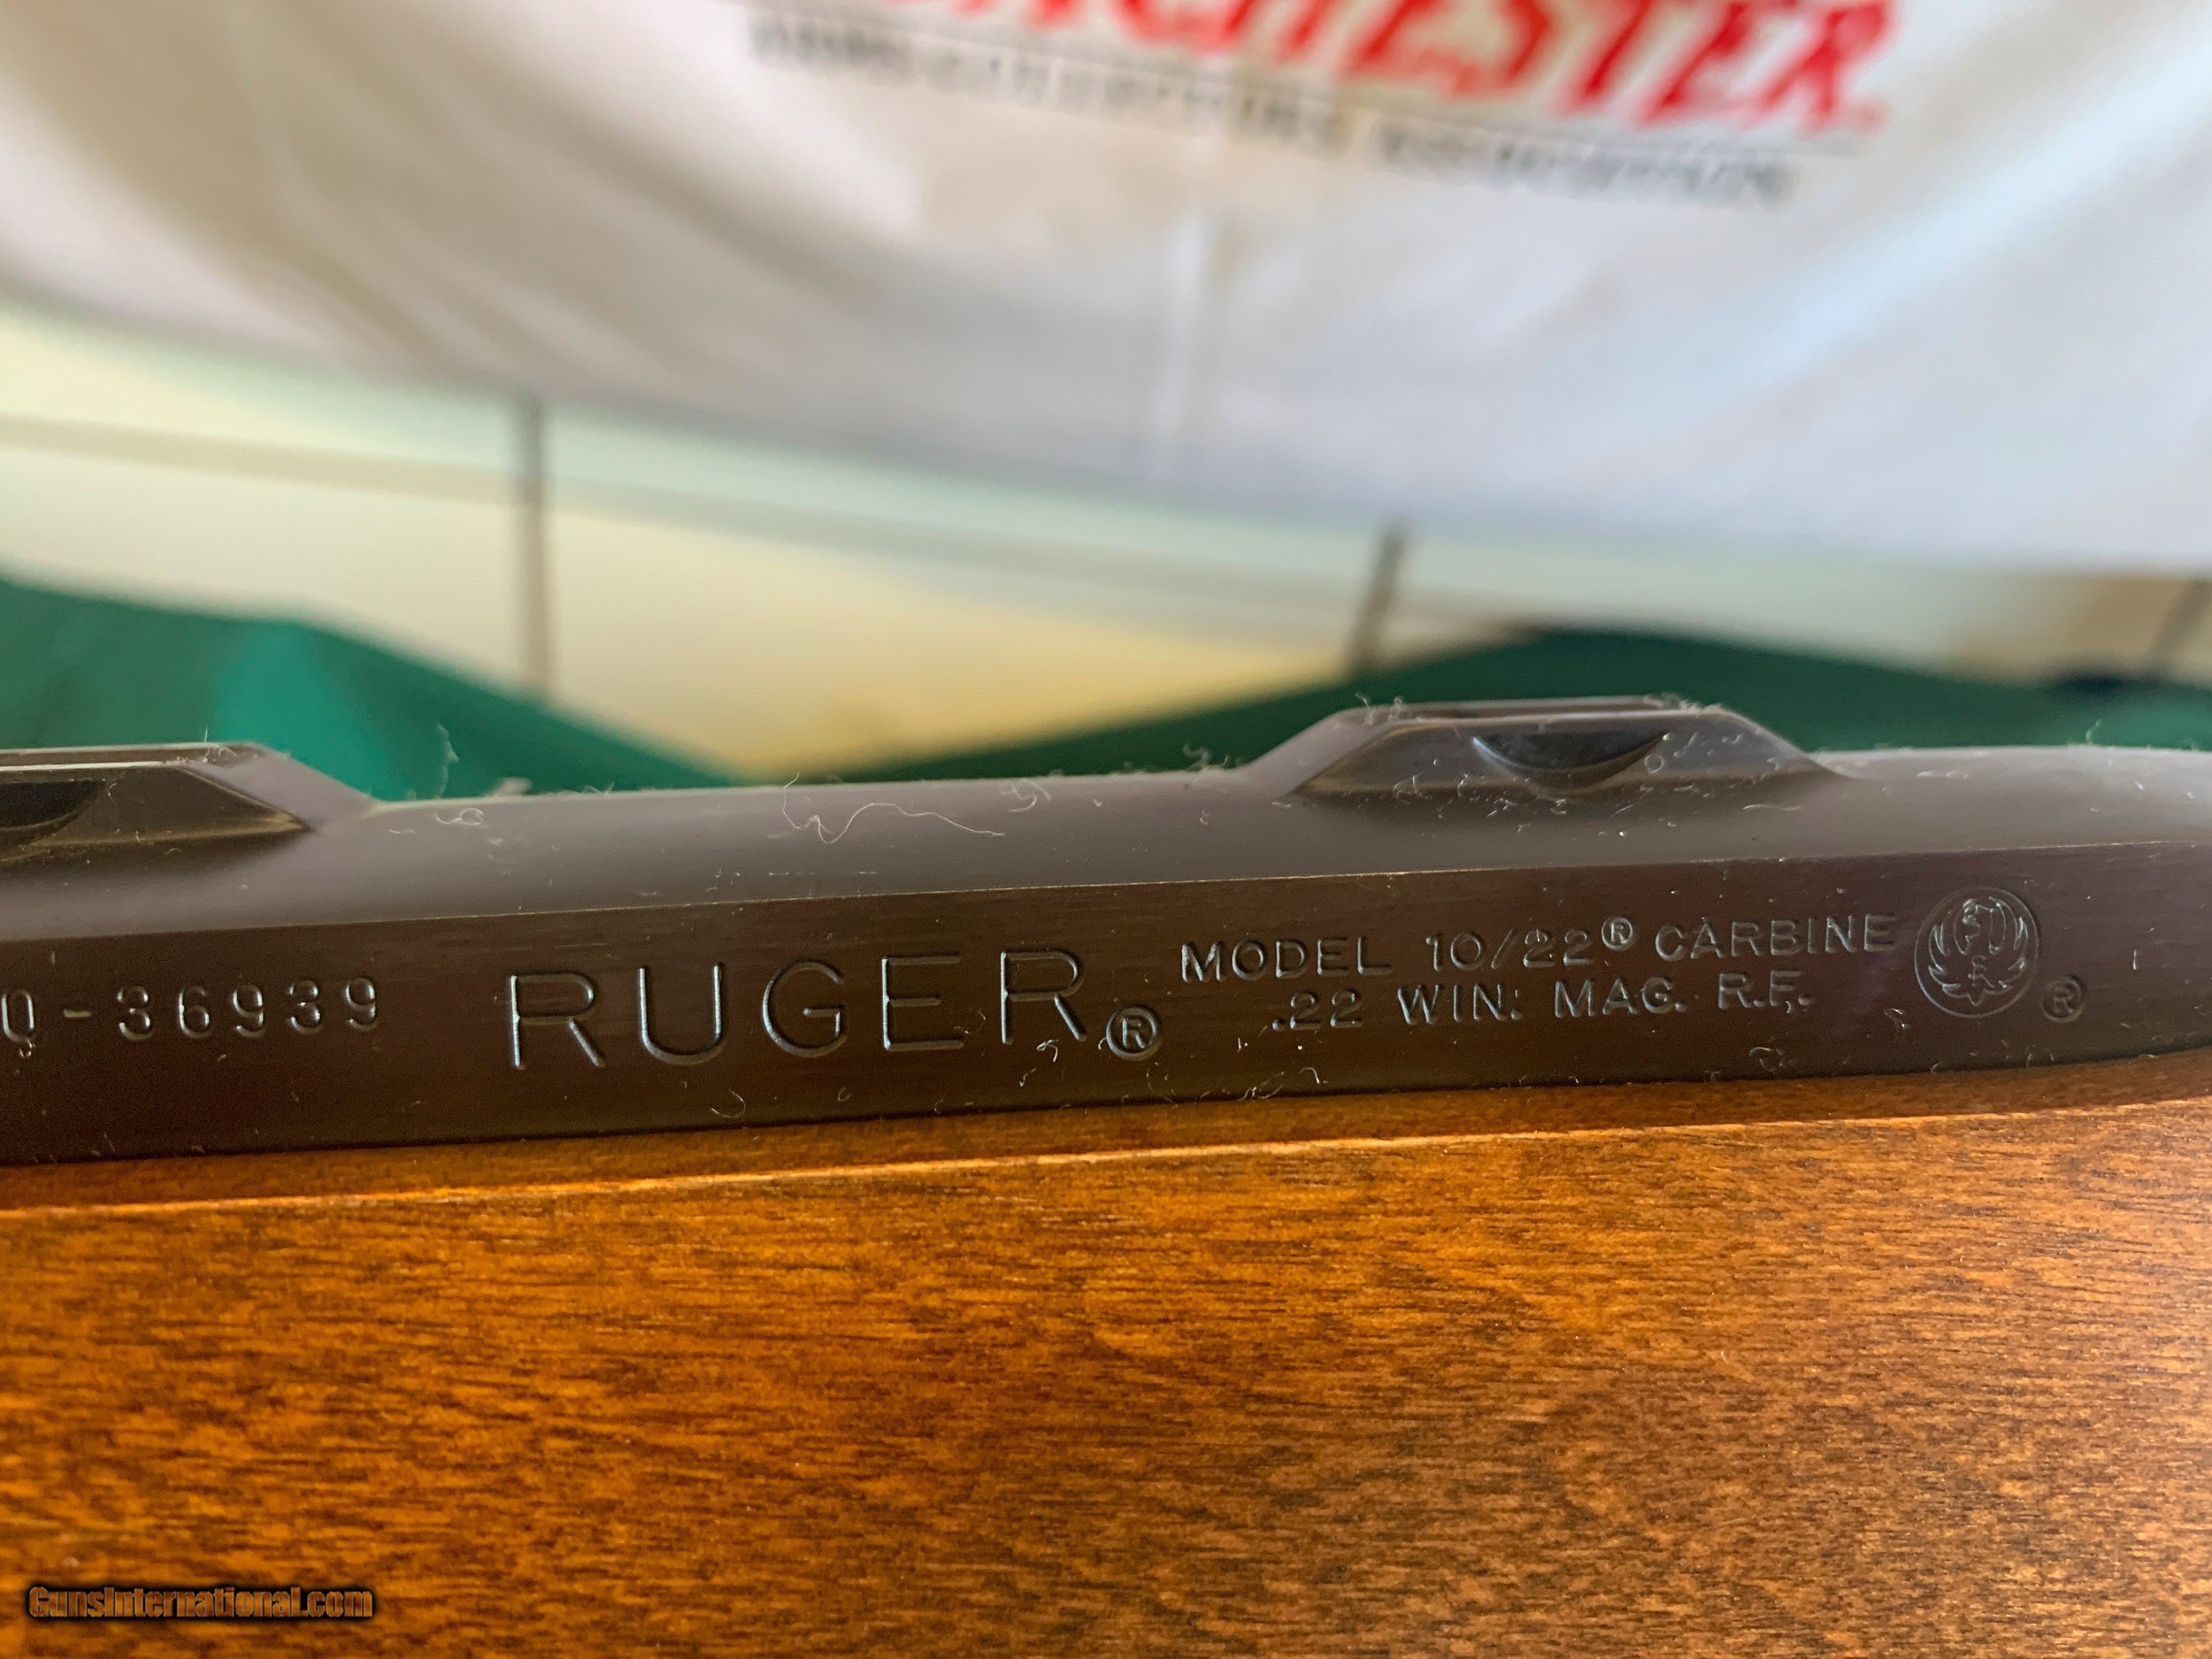 0-36939 RUGER® MODEL 10/22® CARBINE ®
.22 WIN. MAG. R.F.
GunsInternational.com